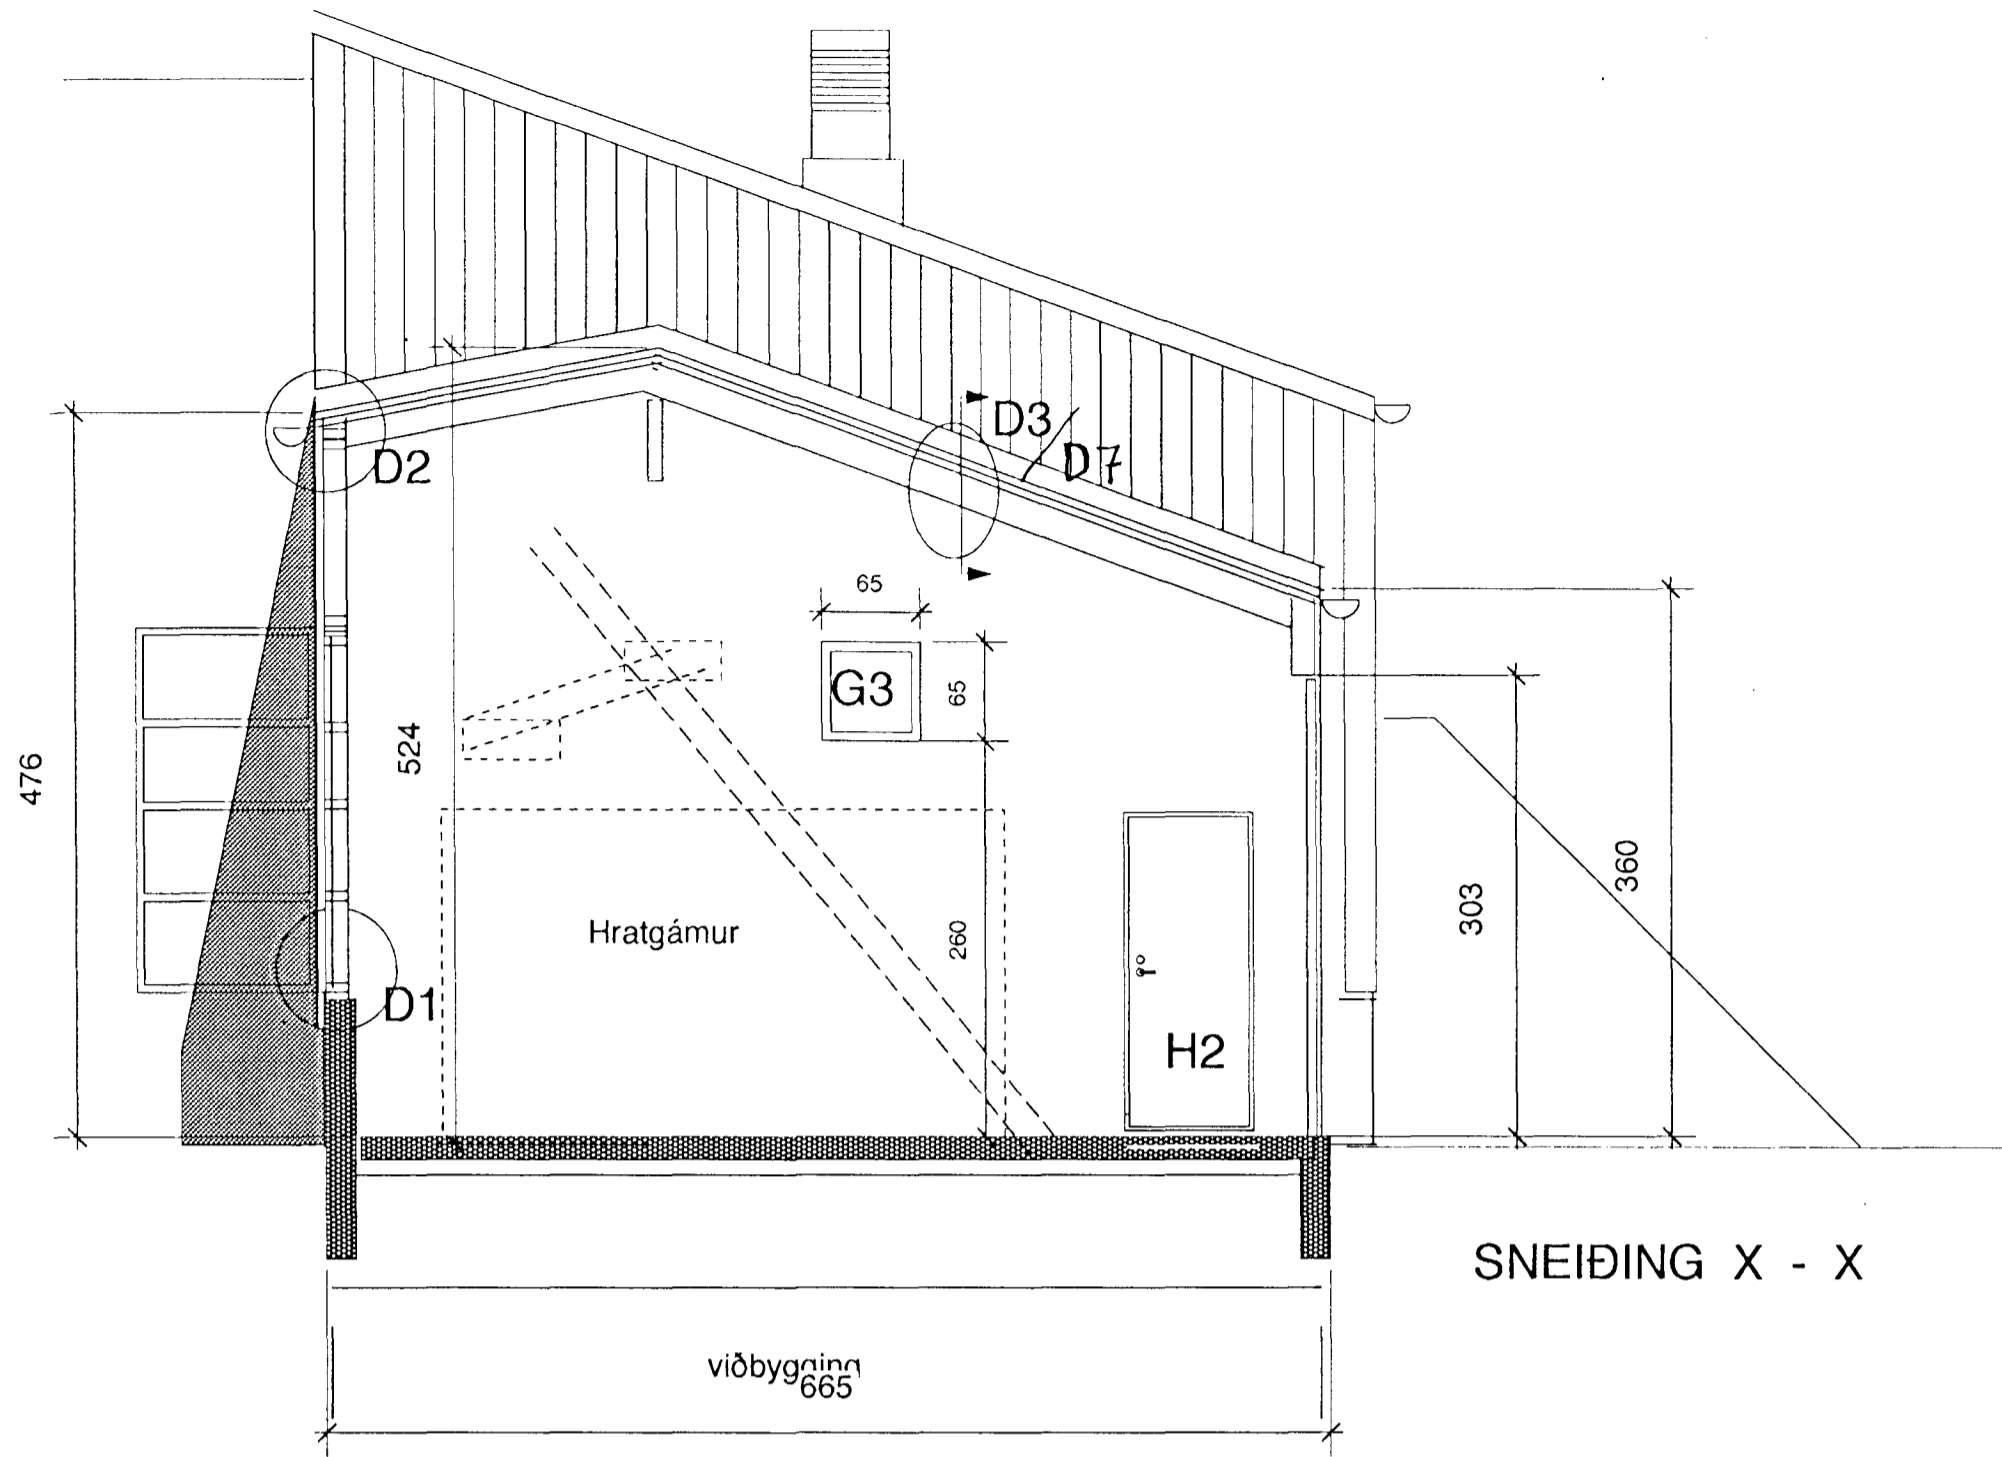 D3
D7
D2
65
G3
65
476
524
Hratgámur
260
303
360
D1
H2
SNEIÐING X - X
viðbygging
665